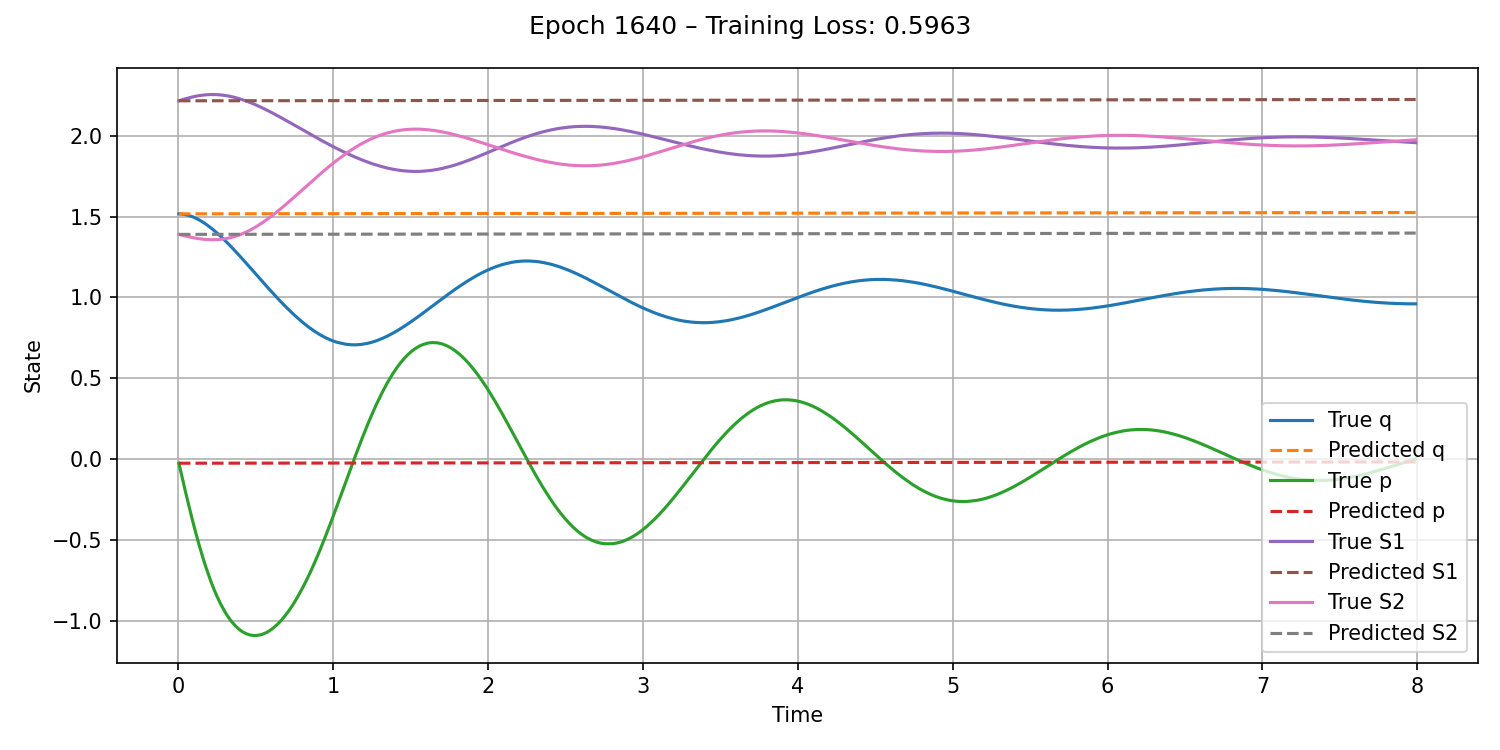 Epoch 1640 – Training Loss: 0.5963
State
2.0
1.5
1.0
0.5
0.0
−0.5
−1.0
0 1 2 3 4 5 6 7 8
Time
True q
Predicted q
True p
Predicted p
True S1
Predicted S1
True S2
Predicted S2